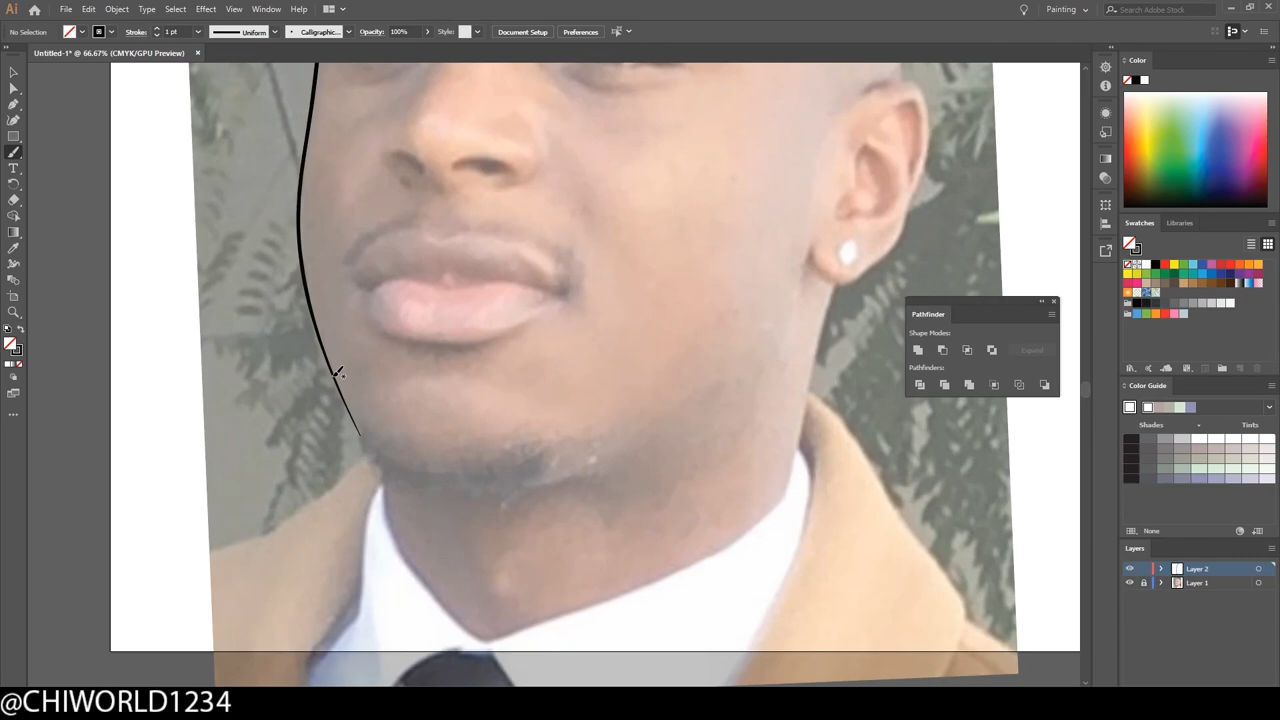 Ai File Edit Object Type Select Effect View Window Help Painting Search Adobe Stock
No Selection Stroke: 1 pt Uniform Calligraphic... Opacity: 100% Style: Document Setup Preferences
Untitled-1* @ 66.67% (CMYK/GPU Preview)
Color
Swatches Libraries
Pathfinder
Shape Modes:
Expand
Pathfinders:
Color Guide
Shades Tints
None
Layers
Layer 2
Layer 1
@CHIWORLD1234